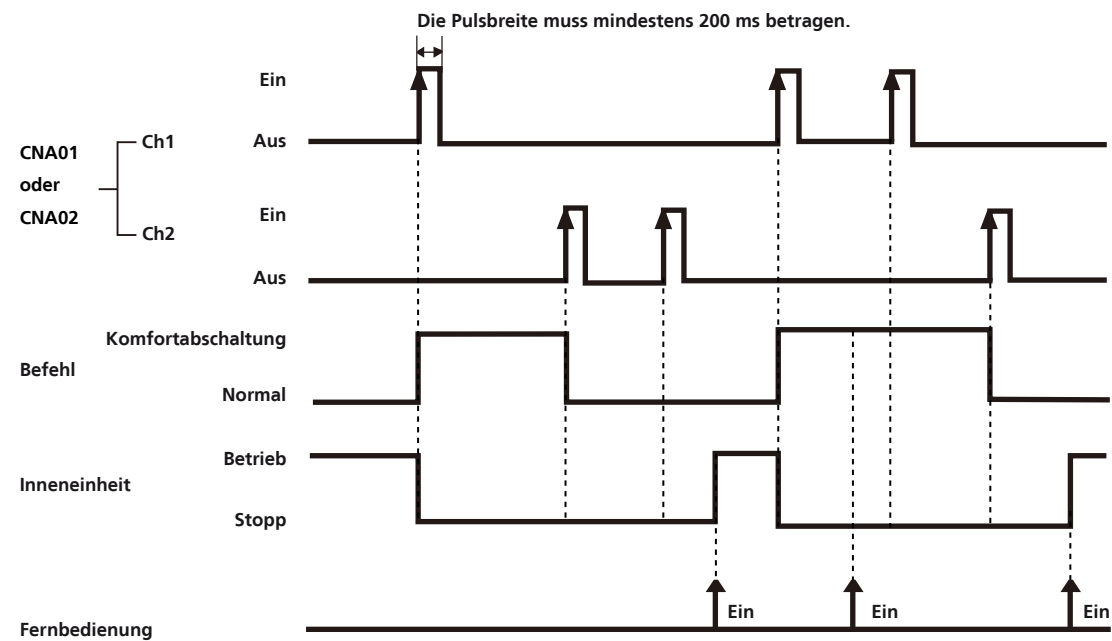 Die Pulsbreite muss mindestens 200 ms betragen.
Ein
Ch1
Aus
CNA01
oder
CNA02
Ein
Ch2
Aus
Komfortabschaltung
Befehl
Normal
Betrieb
Inneneinheit
Stopp
Ein
Ein
Ein
Fernbedienung